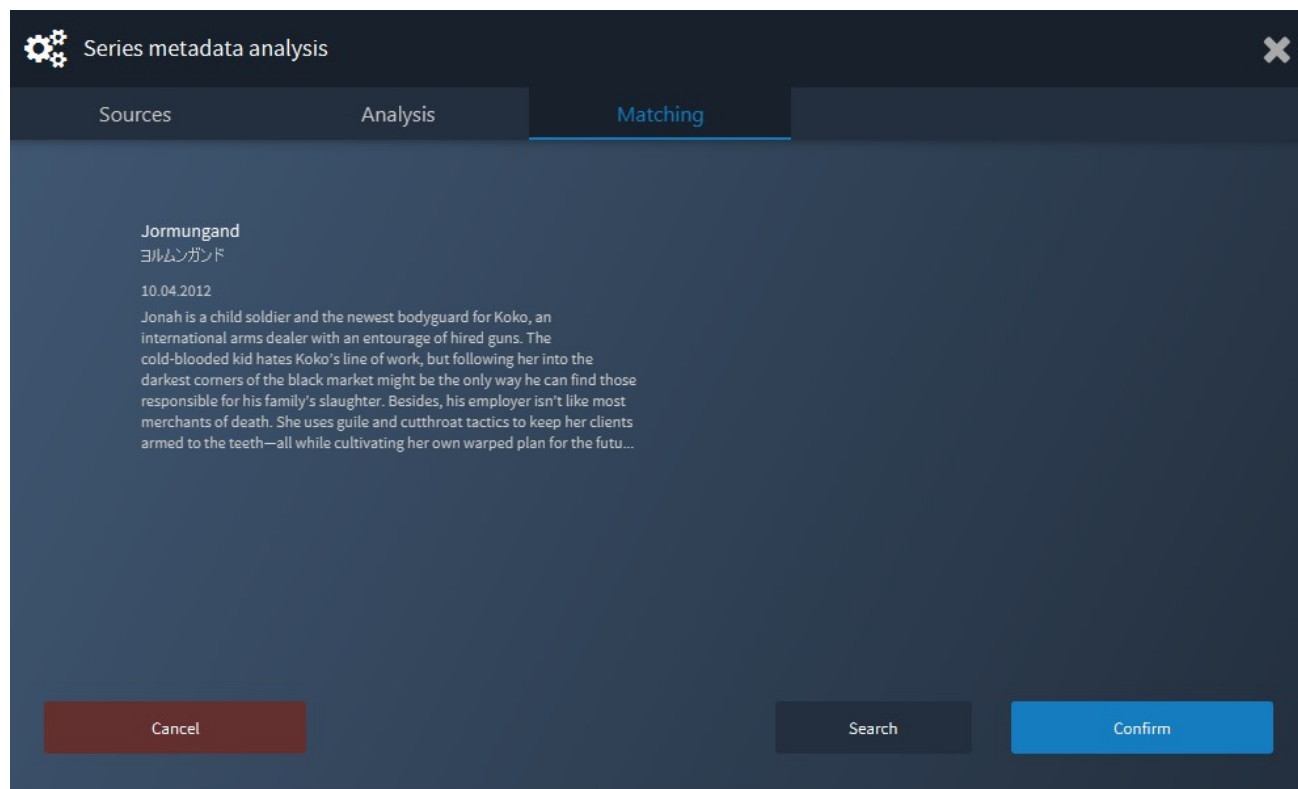 Series metadata analysis
Sources
Analysis
Matching
Jormungand
ヨルムンガンド
10.04.2012
Jonah is a child soldier and the newest bodyguard for Koko, an
international arms dealer with an entourage of hired guns. The
cold-blooded kid hates Koko’s line of work, but following her into the
darkest corners of the black market might be the only way he can find those
responsible for his family’s slaughter. Besides, his employer isn’t like most
merchants of death. She uses guile and cutthroat tactics to keep her clients
armed to the teeth—all while cultivating her own warped plan for the futu...
Cancel
Search
Confirm